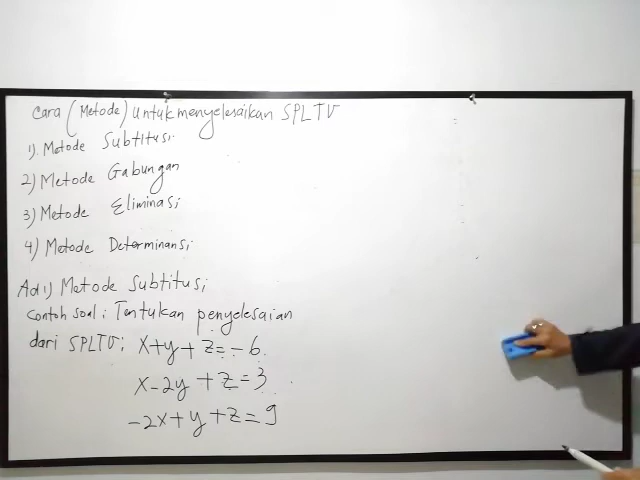 Cara (Metode) untuk menyelesaikan SPLTV
1). Metode Subtitusi
2) Metode Gabungan
3) Metode Eliminasi
4) Metode Determinansi
Ad 1) Metode Subtitusi
Contoh soal : Tentukan penyelesaian
dari SPLTV; x+y+z=-6
x-2y+z=3
-2x+y+z=9